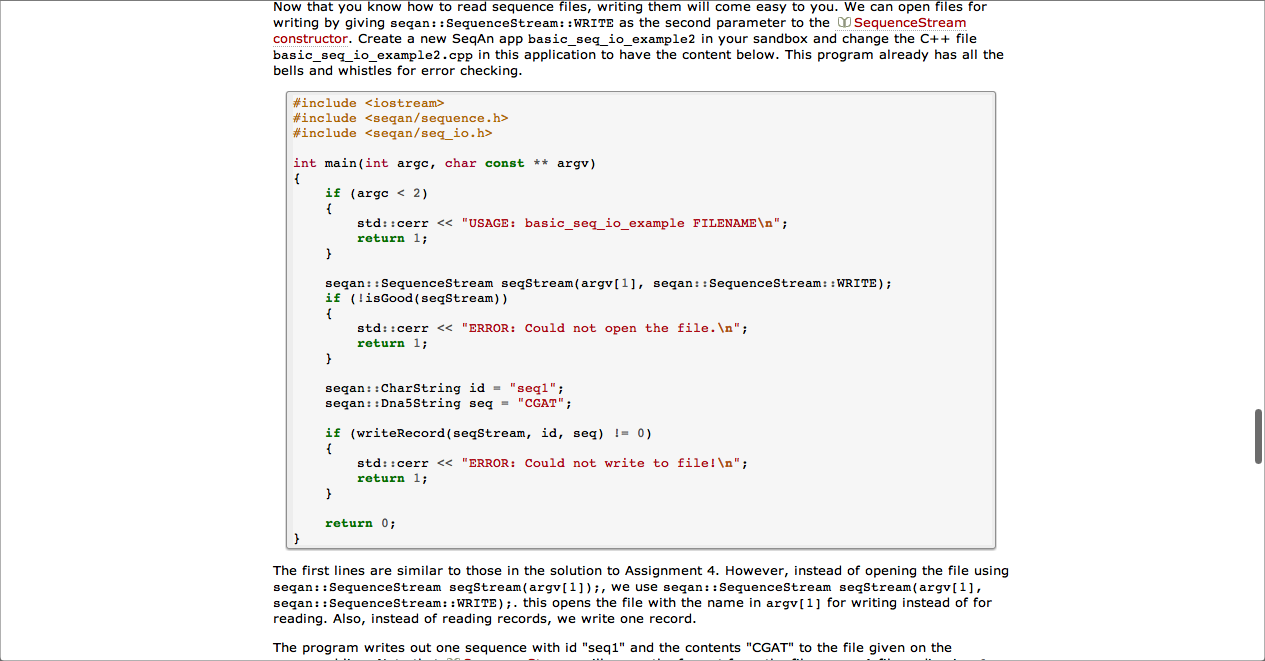 Now that you know how to read sequence files, writing them will come easy to you. We can open files for
writing by giving seqan::SequenceStream::WRITE as the second parameter to the SequenceStream
constructor. Create a new SeqAn app basic_seq_io_example2 in your sandbox and change the C++ file
basic_seq_io_example2.cpp in this application to have the content below. This program already has all the
bells and whistles for error checking.
#include <iostream>
#include <seqan/sequence.h>
#include <seqan/seq_io.h>
int main(int argc, char const ** argv)
{
    if (argc < 2)
    {
        std::cerr << "USAGE: basic_seq_io_example FILENAME\n";
        return 1;
    }
    seqan::SequenceStream seqStream(argv[1], seqan::SequenceStream::WRITE);
    if (!isGood(seqStream))
    {
        std::cerr << "ERROR: Could not open the file.\n";
        return 1;
    }
    seqan::CharString id = "seq1";
    seqan::Dna5String seq = "CGAT";
    if (writeRecord(seqStream, id, seq) != 0)
    {
        std::cerr << "ERROR: Could not write to file!\n";
        return 1;
    }
    return 0;
}
The first lines are similar to those in the solution to Assignment 4. However, instead of opening the file using
seqan::SequenceStream seqStream(argv[1]);, we use seqan::SequenceStream seqStream(argv[1],
seqan::SequenceStream::WRITE);. this opens the file with the name in argv[1] for writing instead of for
reading. Also, instead of reading records, we write one record.
The program writes out one sequence with id "seq1" and the contents "CGAT" to the file given on the